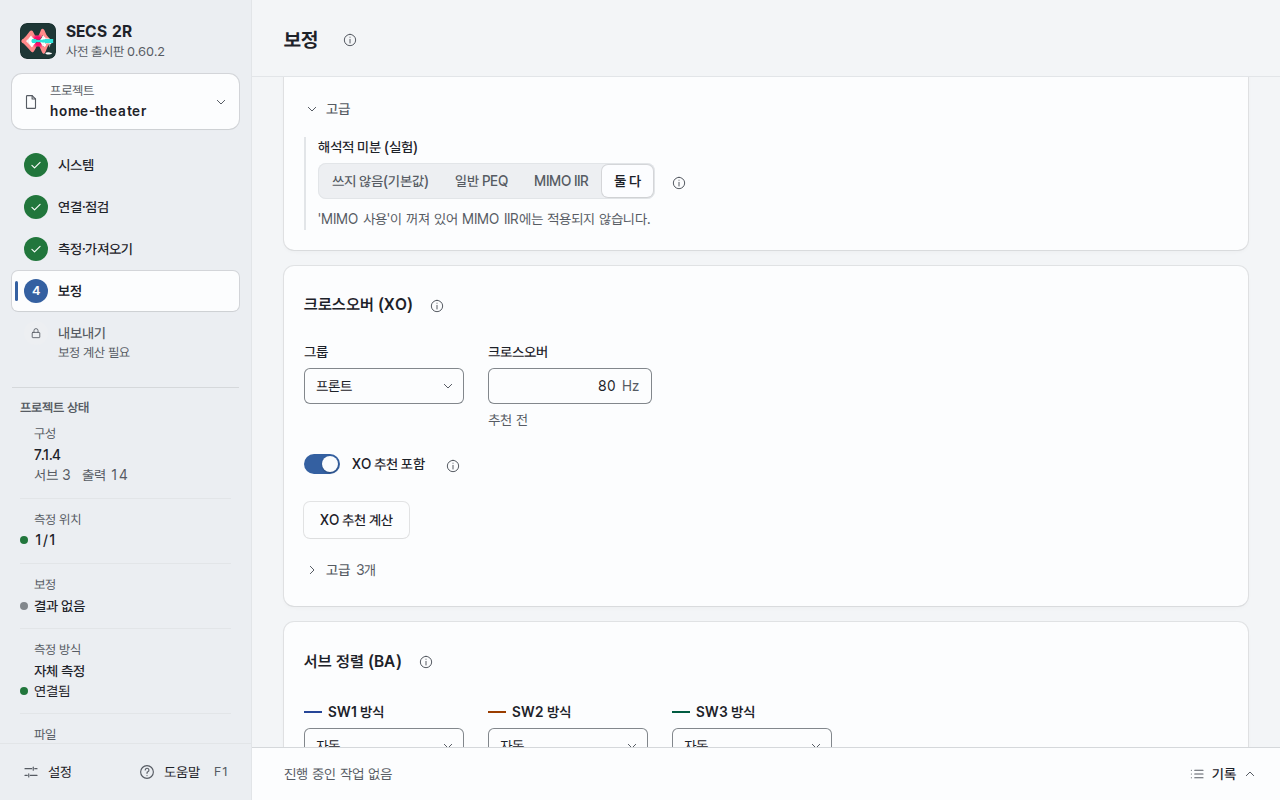 SECS 2R
사전 출시판 0.60.2
프로젝트
home-theater
시스템
연결·점검
측정·가져오기
4 보정
내보내기
보정 계산 필요
프로젝트 상태
구성
7.1.4
서브 3 출력 14
측정 위치
1/1
보정
결과 없음
측정 방식
자체 측정
연결됨
파일
설정
도움말 F1
보정
고급
해석적 미분 (실험)
쓰지 않음(기본값) 일반 PEQ MIMO IIR 둘 다
'MIMO 사용'이 꺼져 있어 MIMO IIR에는 적용되지 않습니다.
크로스오버 (XO)
그룹 크로스오버
프론트 80 Hz
추천 전
XO 추천 포함
XO 추천 계산
고급 3개
서브 정렬 (BA)
SW1 방식 SW2 방식 SW3 방식
자동 자동 자동
진행 중인 작업 없음
기록